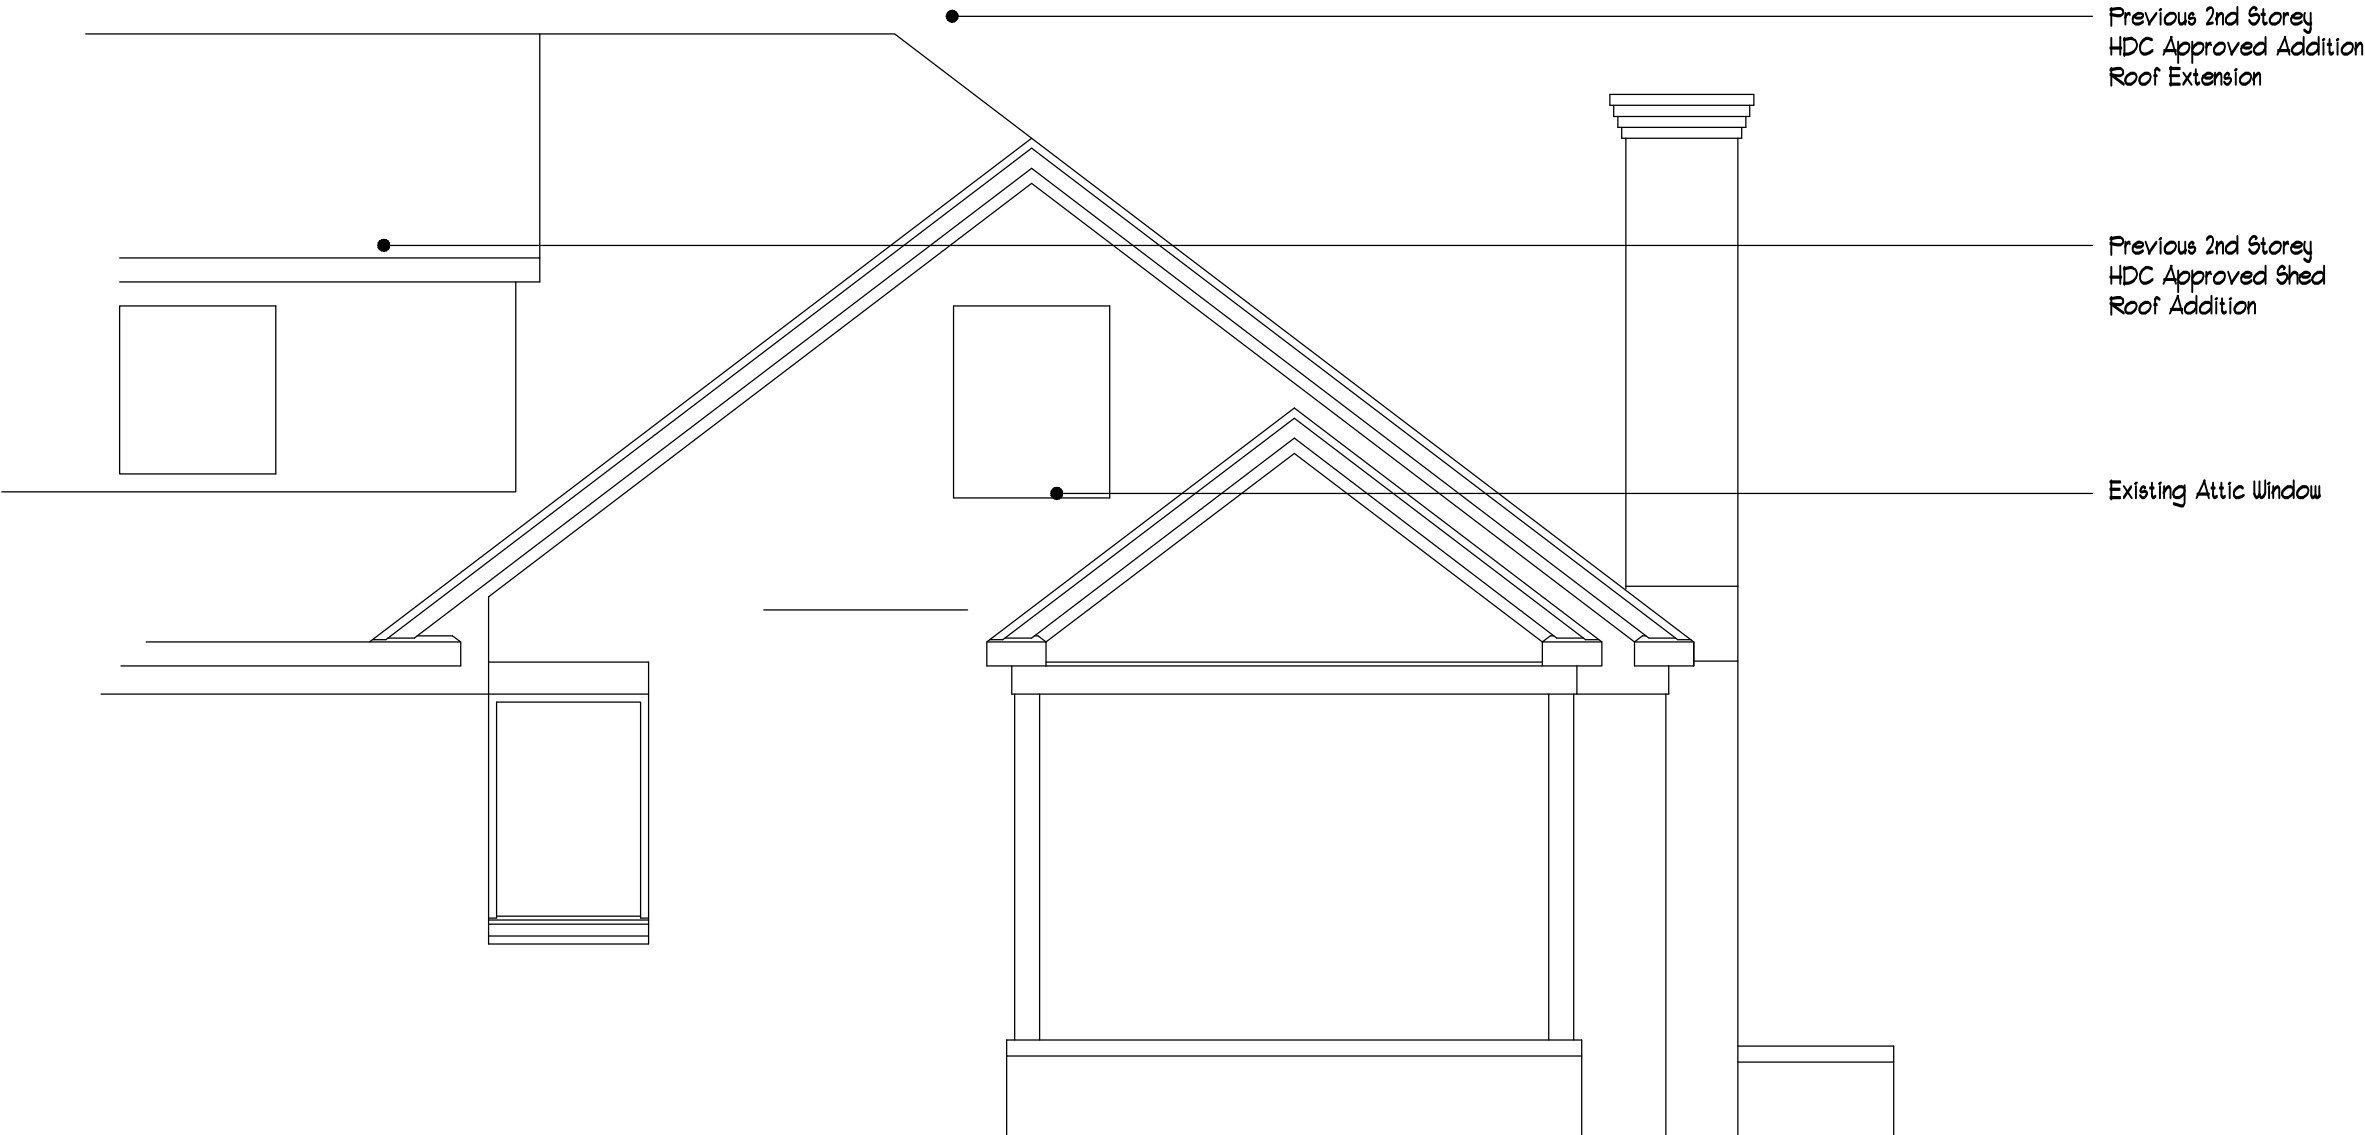 Previous 2nd Storey
HDC Approved Addition
Roof Extension
Previous 2nd Storey
HDC Approved Shed
Roof Addition
Existing Attic Window